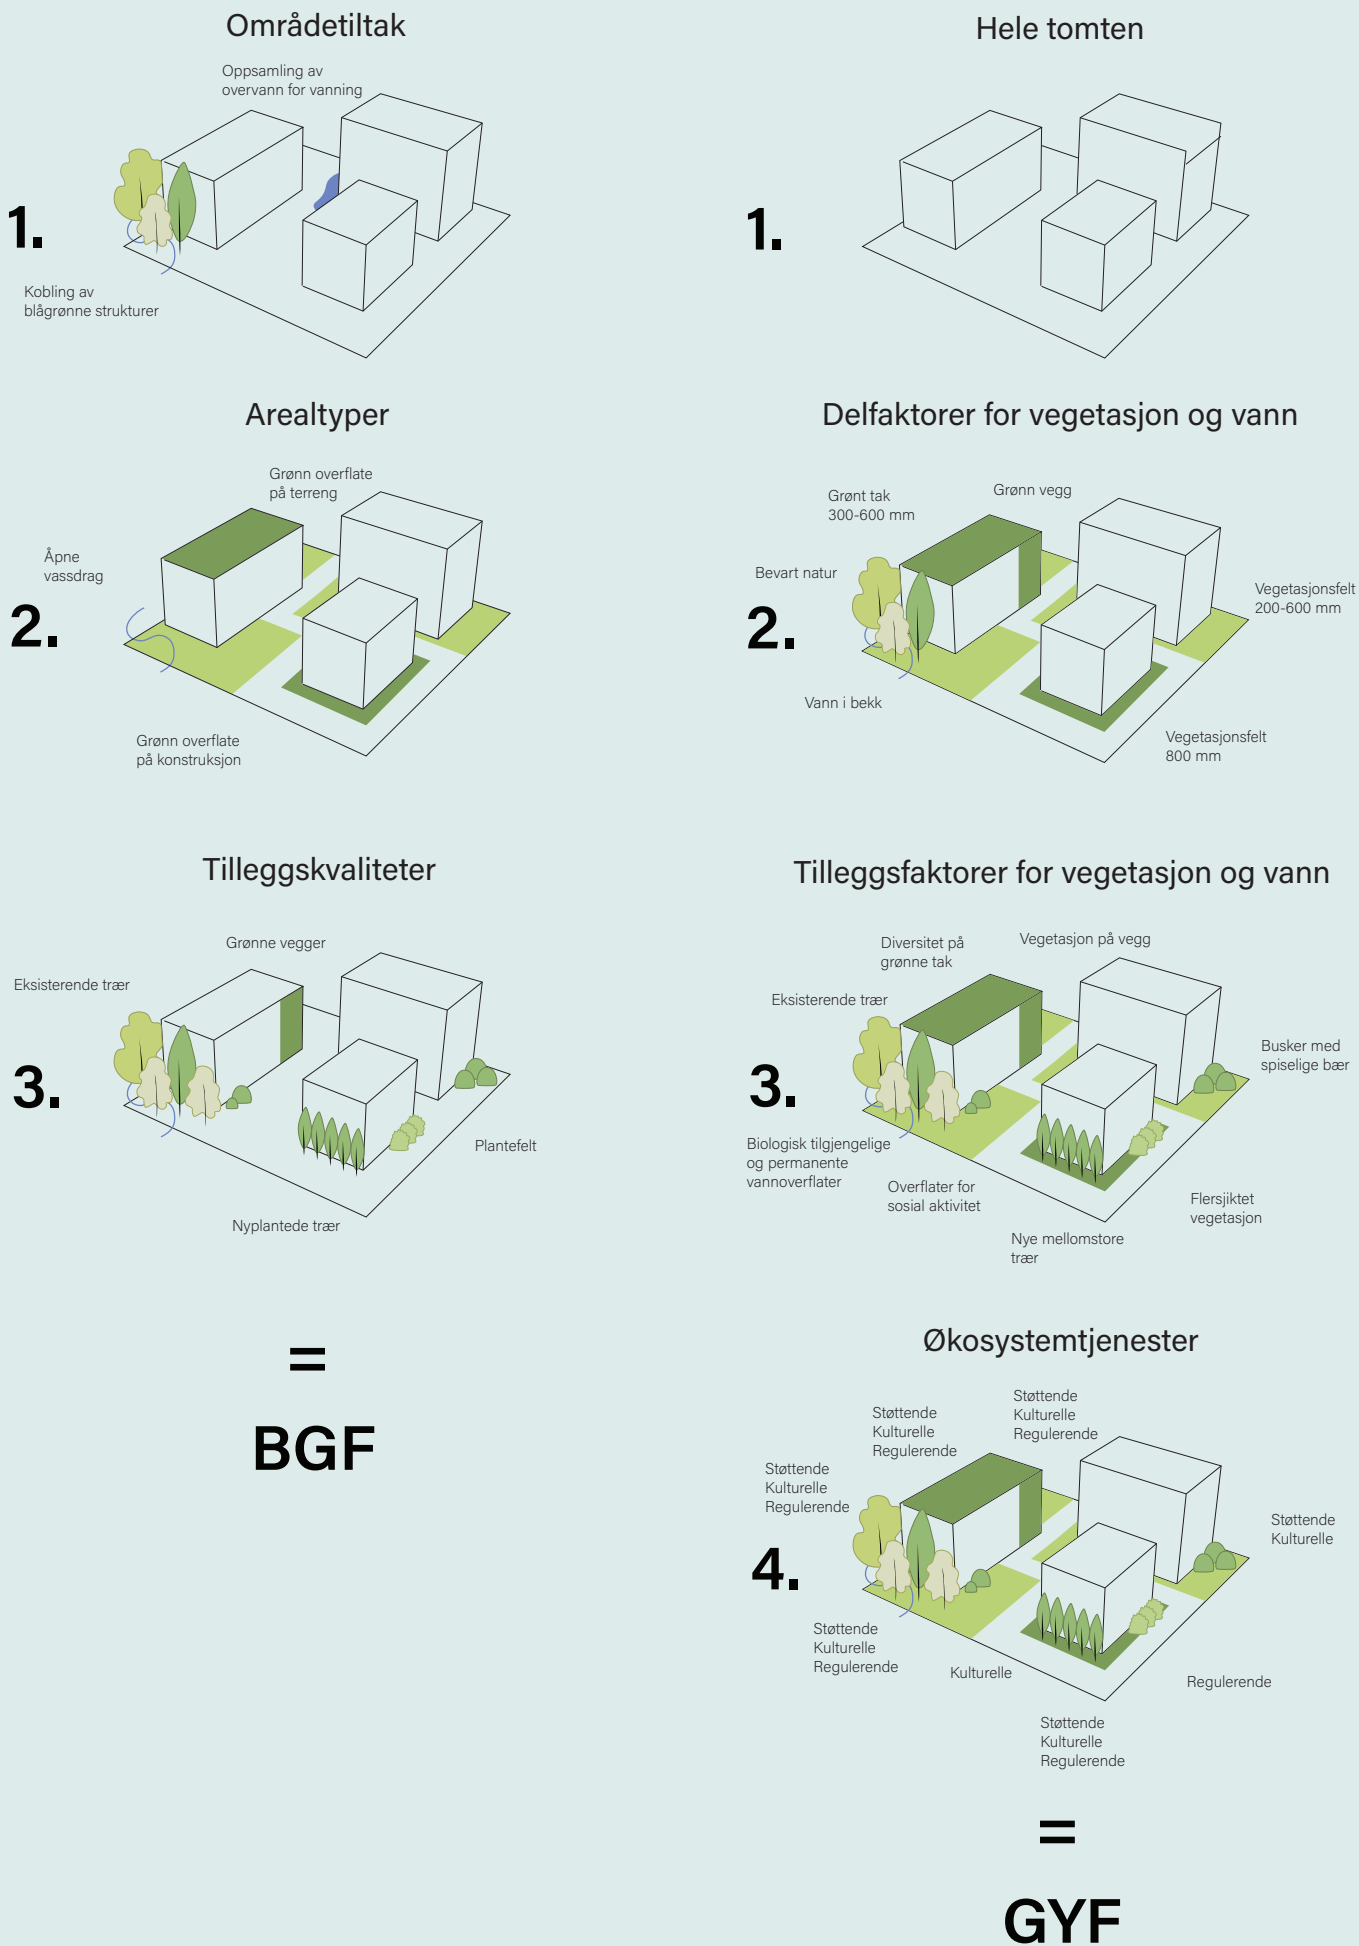 Områdetiltak
Oppsamling av
overvann for vanning
1.
Kobling av
blågrønne strukturer
Arealtyper
Grønn overflate
på terreng
Åpne
vassdrag
2.
Grønn overflate
på konstruksjon
Tilleggskvaliteter
Grønne vegger
Eksisterende trær
3.
Plantefelt
Nyplantede trær
=
BGF
Hele tomten
1.
Delfaktorer for vegetasjon og vann
Grønt tak
300-600 mm
Grønn vegg
Bevart natur
Vegetasjonsfelt
200-600 mm
2.
Vann i bekk
Vegetasjonsfelt
800 mm
Tilleggsfaktorer for vegetasjon og vann
Diversitet på
grønne tak
Vegetasjon på vegg
Eksisterende trær
Busker med
spiselige bær
3.
Biologisk tilgjengelige
og permanente
vannoverflater
Overflater for
sosial aktivitet
Flersjiktet
vegetasjon
Nye mellomstore
trær
Økosystemtjenester
Støttende
Kulturelle
Regulerende
Støttende
Kulturelle
Regulerende
Støttende
Kulturelle
Regulerende
Støttende
Kulturelle
4.
Støttende
Kulturelle
Regulerende
Kulturelle
Regulerende
Støttende
Kulturelle
Regulerende
=
GYF